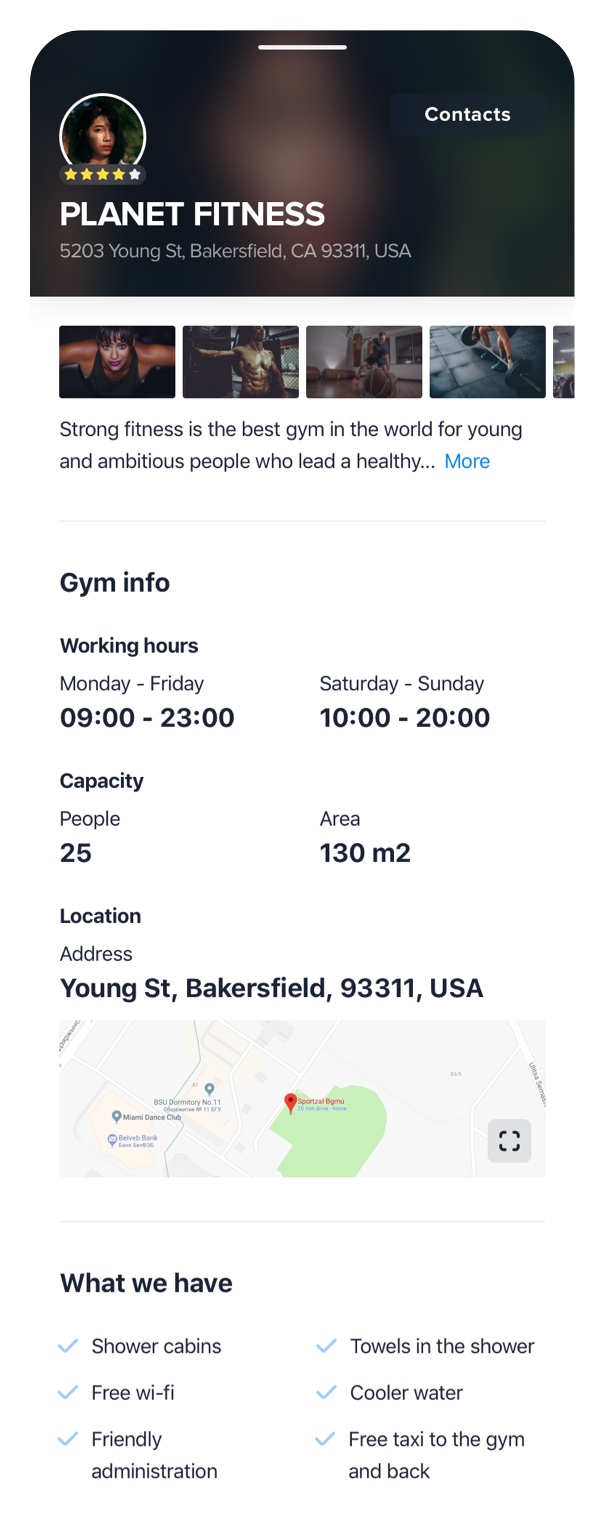 Contacts
PLANET FITNESS
5203 Young St, Bakersfield, CA 93311, USA
Strong fitness is the best gym in the world for young
and ambitious people who lead a healthy... More
Gym info
Working hours
Monday - Friday
Saturday - Sunday
09:00 - 23:00
10:00 - 20:00
Capacity
People
Area
25
130 m2
Location
Address
Young St, Bakersfield, 93311, USA
BSU Dormitory No.11
Общежитие № 11 БГУ
Miami Dance Club
Belveb Bank
Банк БелВЭБ
Sportzal Bgmu
20 min drive - home
Ulitsa
What we have
Shower cabins
Towels in the shower
Free wi-fi
Cooler water
Friendly
administration
Free taxi to the gym
and back